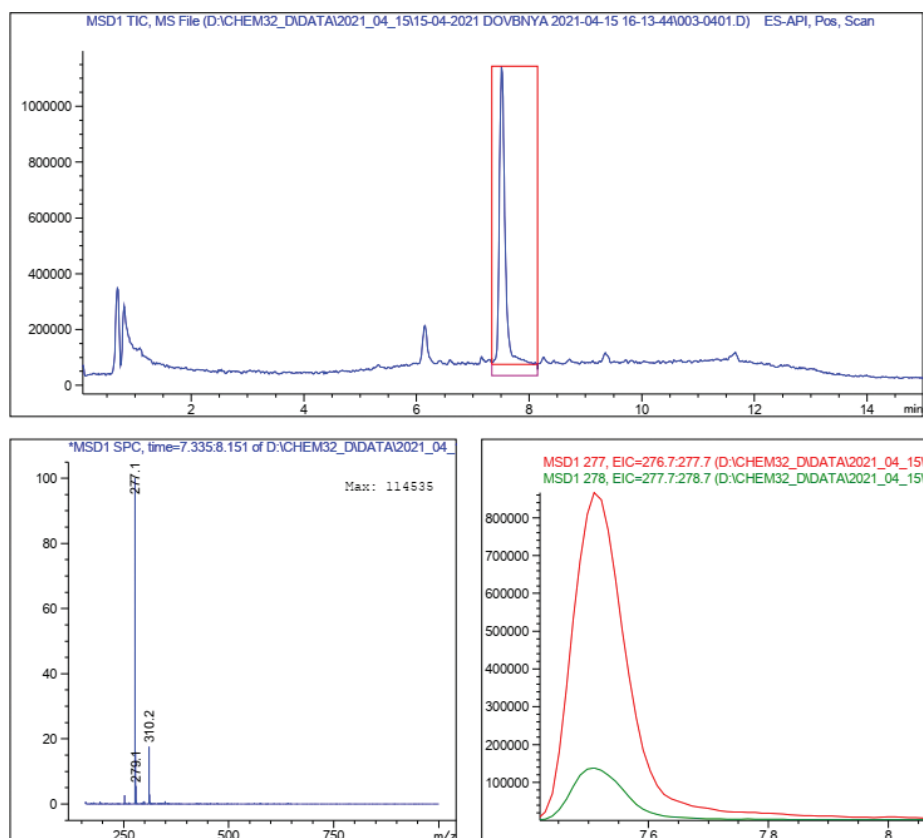 MSD1 TIC, MS File (D:\CHEM32_D\DATA\2021_04_15\15-04-2021 DOVBNYA 2021-04-15 16-13-44\003-0401.D) ES-API, Pos, Scan
1000000
800000
600000
400000
200000
0
2 4 6 8 10 12 14 min
*MSD1 SPC, time=7.335:8.151 of D:\CHEM32_D\DATA\2021_04_
100
80
60
40
20
0
277.1
Max: 114535
310.2
279.1
250 500 750 m/z
MSD1 277, EIC=276.7:277.7 (D:\CHEM32_D\DATA\2021_04_15\
MSD1 278, EIC=277.7:278.7 (D:\CHEM32_D\DATA\2021_04_15\
800000
700000
600000
500000
400000
300000
200000
100000
7.6 7.8 8